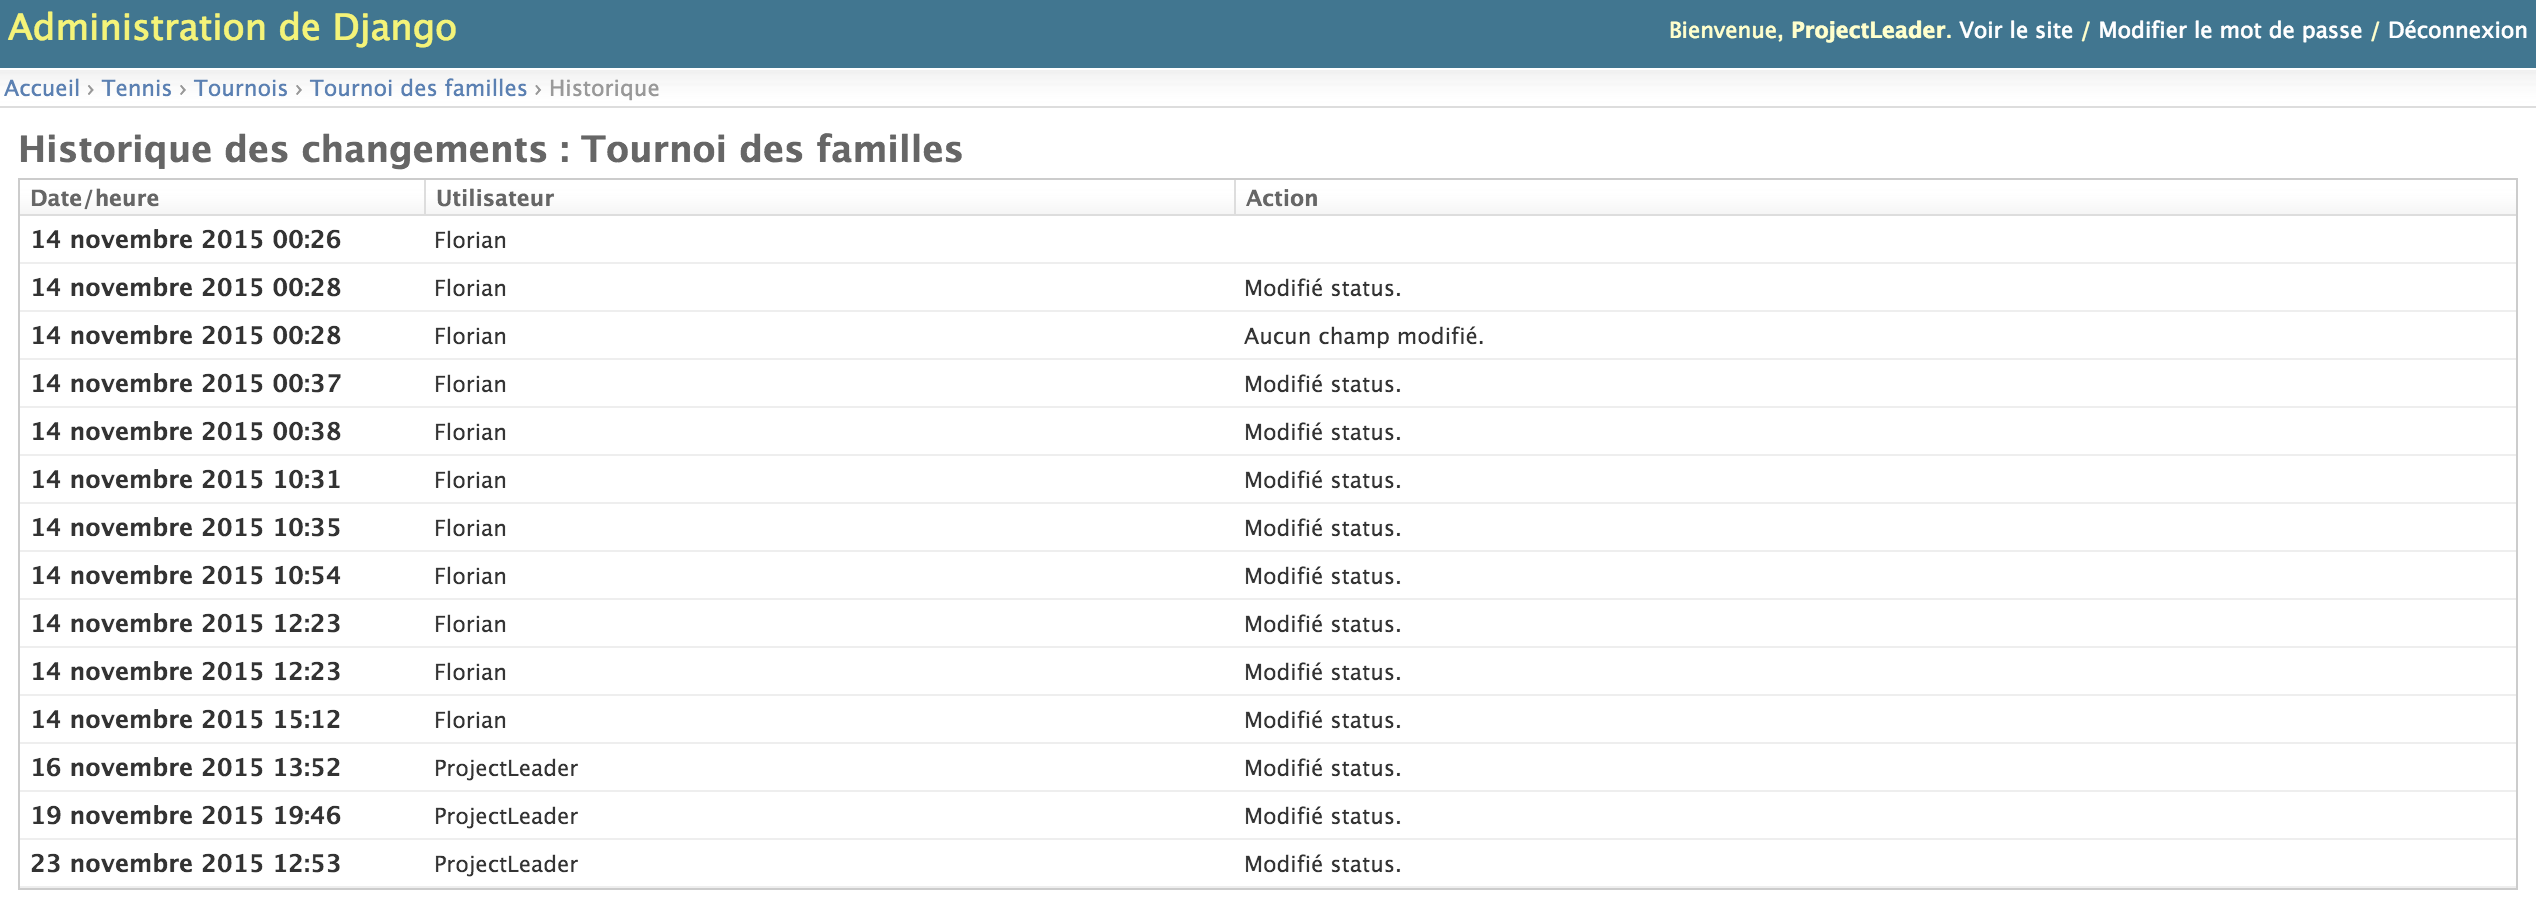 Administration de Django
Bienvenue, ProjectLeader. Voir le site / Modifier le mot de passe / Déconnexion
Accueil › Tennis › Tournois › Tournoi des familles › Historique
Historique des changements : Tournoi des familles
Date/heure Utilisateur Action
14 novembre 2015 00:26 Florian
14 novembre 2015 00:28 Florian Modifié status.
14 novembre 2015 00:28 Florian Aucun champ modifié.
14 novembre 2015 00:37 Florian Modifié status.
14 novembre 2015 00:38 Florian Modifié status.
14 novembre 2015 10:31 Florian Modifié status.
14 novembre 2015 10:35 Florian Modifié status.
14 novembre 2015 10:54 Florian Modifié status.
14 novembre 2015 12:23 Florian Modifié status.
14 novembre 2015 12:23 Florian Modifié status.
14 novembre 2015 15:12 Florian Modifié status.
16 novembre 2015 13:52 ProjectLeader Modifié status.
19 novembre 2015 19:46 ProjectLeader Modifié status.
23 novembre 2015 12:53 ProjectLeader Modifié status.